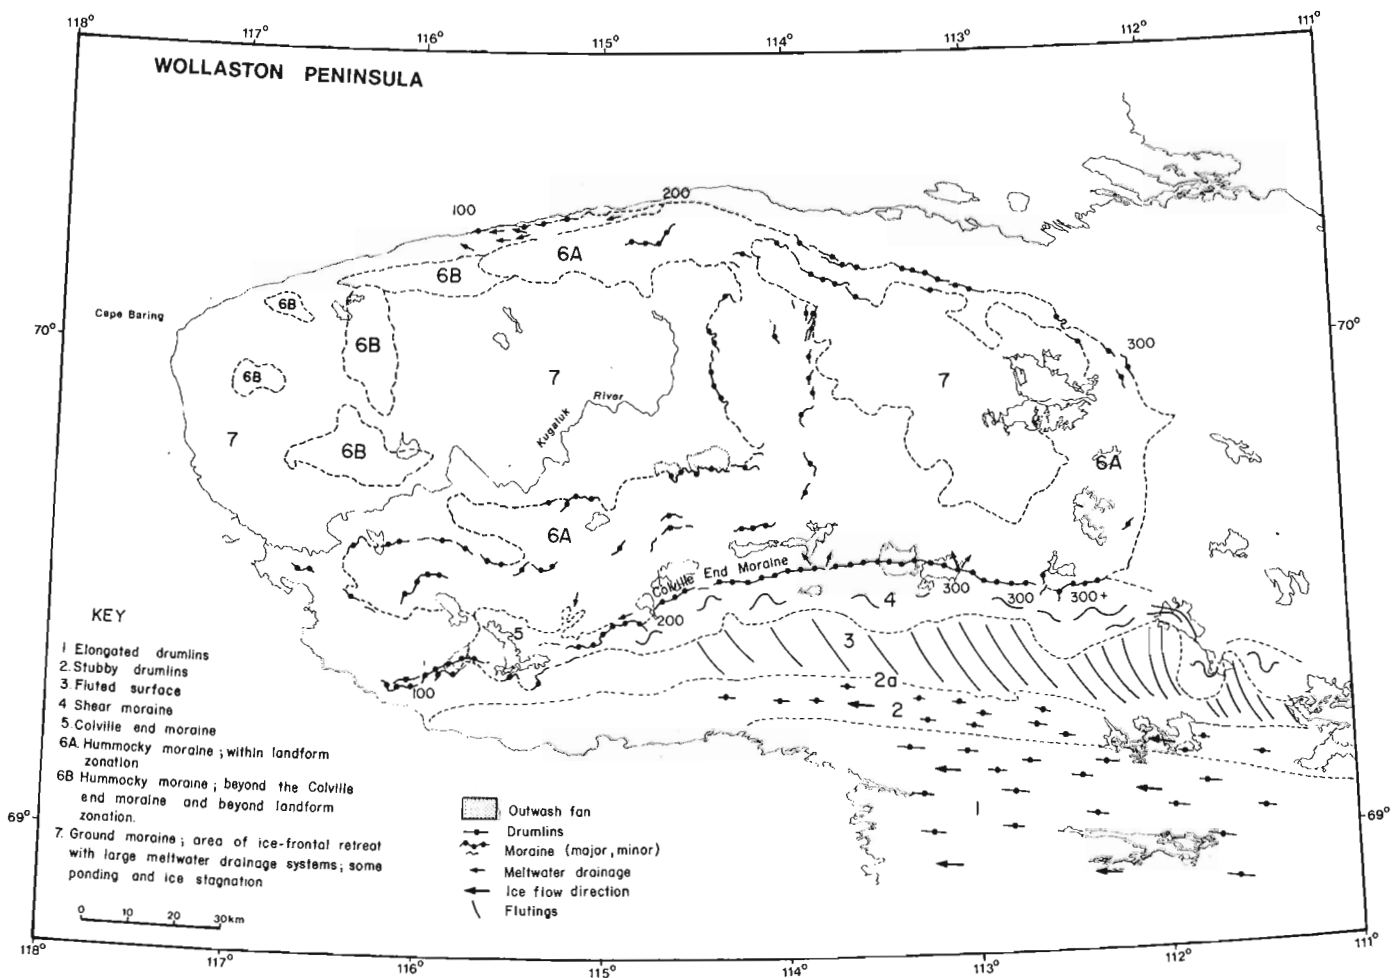 118°
117°
116°
115°
114°
113°
112°
111°
WOLLASTON PENINSULA
200
100
6A
6B
6B
Cape Baring
70°
70°
300
6B
7
7
6B
River
Kugaluk
7
6B
6A
6A
Colville End Moraine
300
300
300+
4
200
5
3
100
2a
2
1
KEY
1 Elongated drumlins
2. Stubby drumlins
3. Fluted surface
4 Shear moraine
5. Colville end moraine
6A. Hummocky moraine; within landform
zonation
6B Hummocky moraine; beyond the Colville
end moraine and beyond landform
zonation.
7. Ground moraine; area of ice-frontal retreat
with large meltwater drainage systems; some
ponding and ice stagnation
69°
69°
Outwash fan
Drumlins
Moraine (major, minor)
Meltwater drainage
Ice flow direction
Flutings
0 10 20 30km
118°
117°
116°
115°
114°
113°
112°
111°